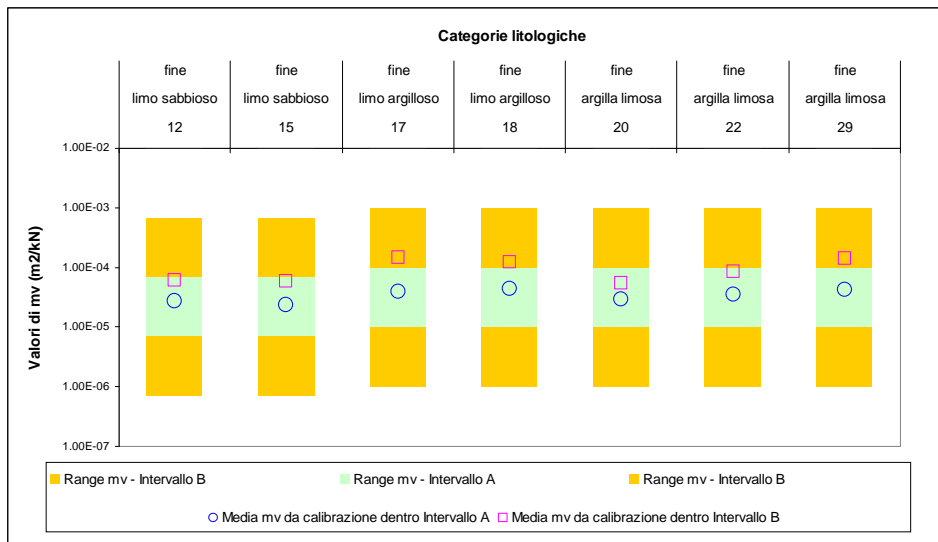 Categorie litologiche
fine fine fine fine fine fine fine
limo sabbioso limo sabbioso limo argilloso limo argilloso argilla limosa argilla limosa argilla limosa
12 15 17 18 20 22 29
Valori di mv (m2/kN)
1.00E-02
1.00E-03
1.00E-04
1.00E-05
1.00E-06
1.00E-07
Range mv - Intervallo B Range mv - Intervallo A Range mv - Intervallo B
Media mv da calibrazione dentro Intervallo A Media mv da calibrazione dentro Intervallo B